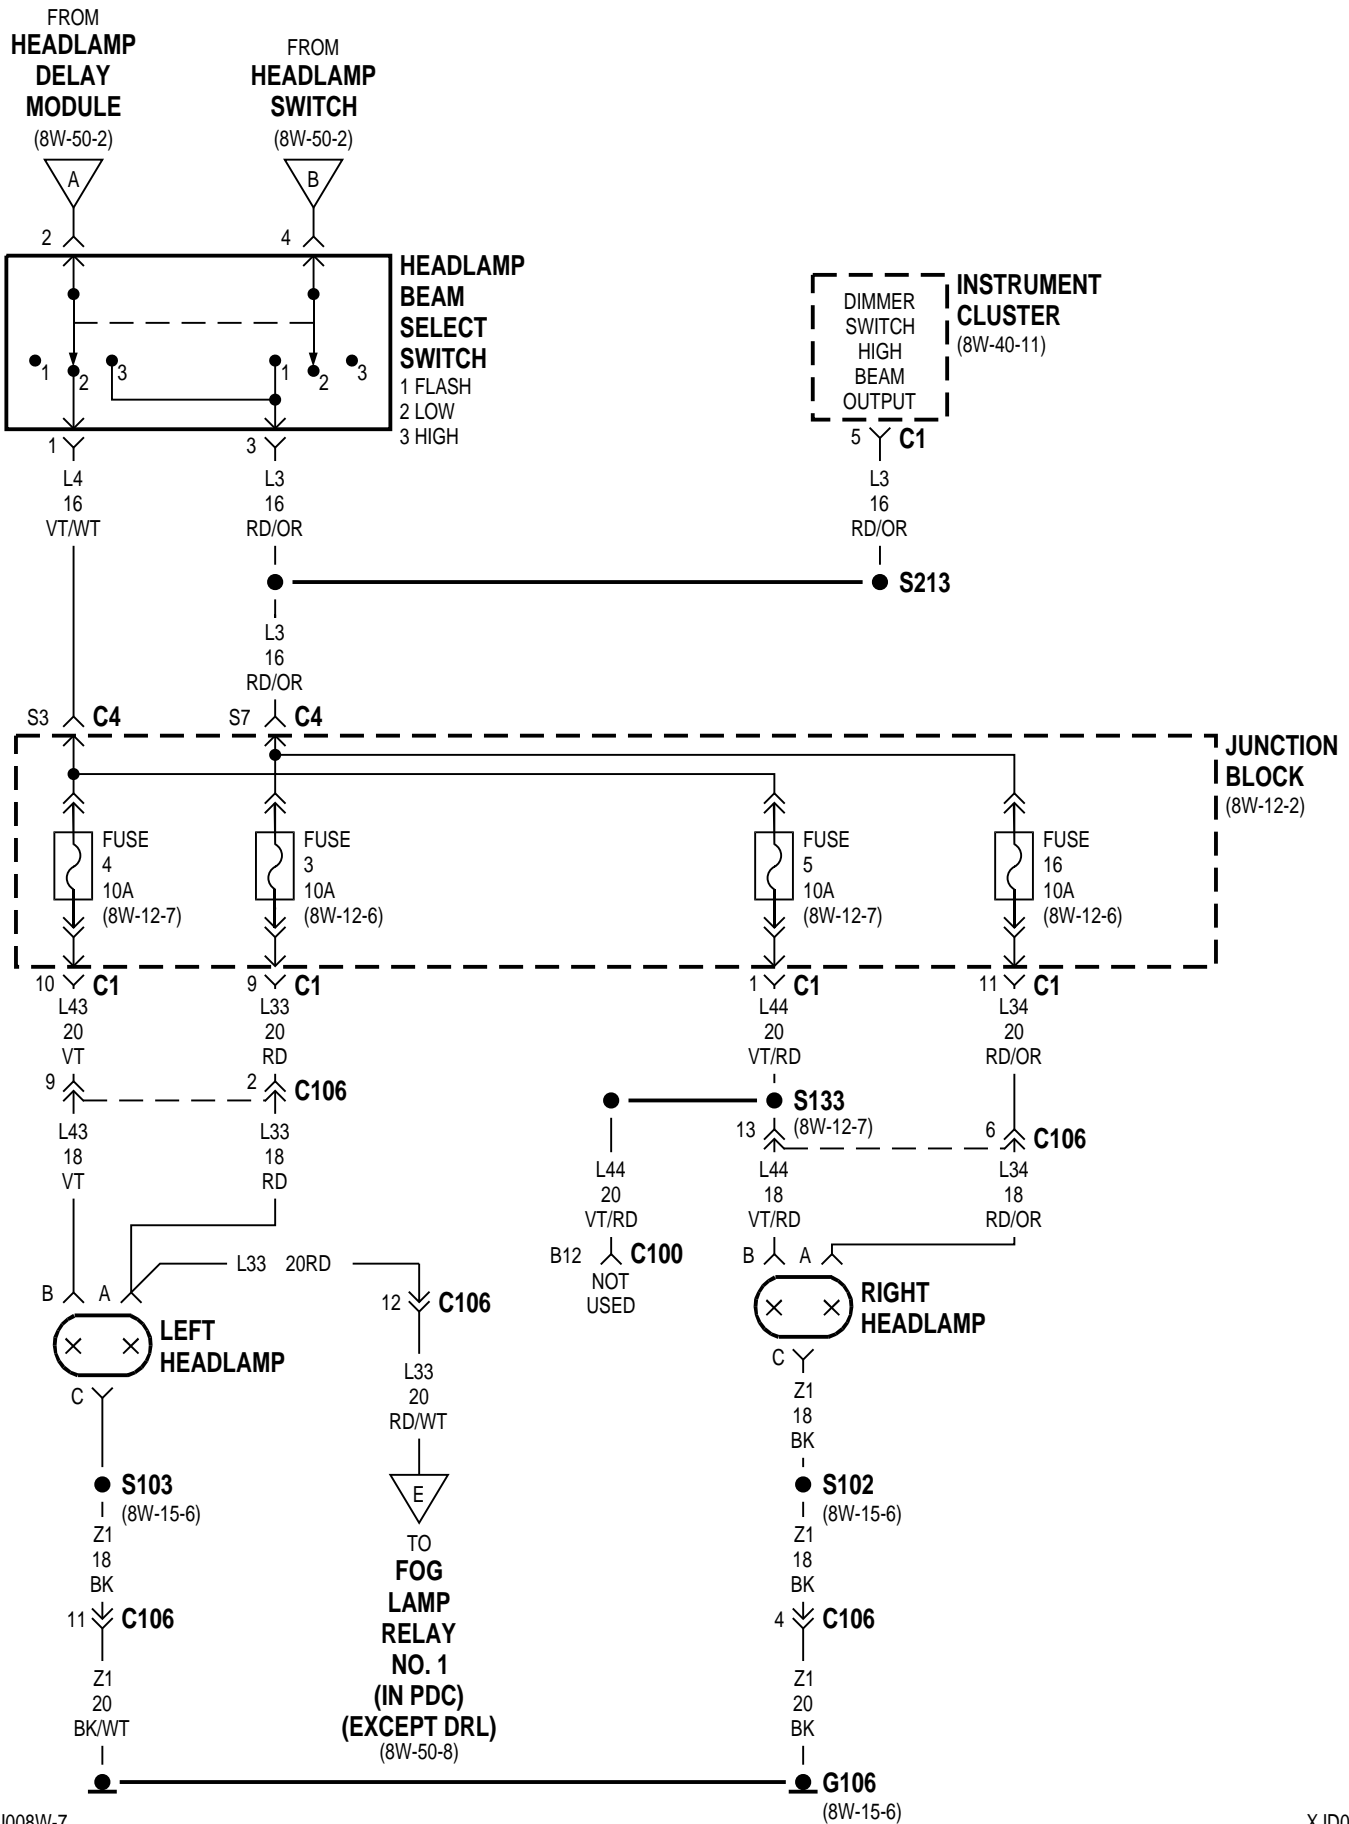 FROM
HEADLAMP
DELAY
MODULE
(8W-50-2)
A
2
FROM
HEADLAMP
SWITCH
(8W-50-2)
B
4
HEADLAMP
BEAM
SELECT
SWITCH
1 FLASH
2 LOW
3 HIGH
1
2
3
1
2
3
1
L4
16
VT/WT
3
L3
16
RD/OR
DIMMER
SWITCH
HIGH
BEAM
OUTPUT
INSTRUMENT
CLUSTER
(8W-40-11)
5 C1
L3
16
RD/OR
S213
L3
16
RD/OR
S3 C4
S7 C4
JUNCTION
BLOCK
(8W-12-2)
FUSE
4
10A
(8W-12-7)
FUSE
3
10A
(8W-12-6)
FUSE
5
10A
(8W-12-7)
FUSE
16
10A
(8W-12-6)
10 C1
L43
20
VT
9
L43
18
VT
9 C1
L33
20
RD
2 C106
L33
18
RD
1 C1
L44
20
VT/RD
S133
(8W-12-7)
13
L44
18
VT/RD
11 C1
L34
20
RD/OR
6 C106
L34
18
RD/OR
L44
20
VT/RD
B12 C100
NOT
USED
L33 20RD
12 C106
L33
20
RD/WT
E
TO
FOG
LAMP
RELAY
NO. 1
(IN PDC)
(EXCEPT DRL)
(8W-50-8)
B A
LEFT
HEADLAMP
C
S103
(8W-15-6)
Z1
18
BK
11 C106
Z1
20
BK/WT
B A
RIGHT
HEADLAMP
C
Z1
18
BK
S102
(8W-15-6)
Z1
18
BK
4 C106
Z1
20
BK
G106
(8W-15-6)